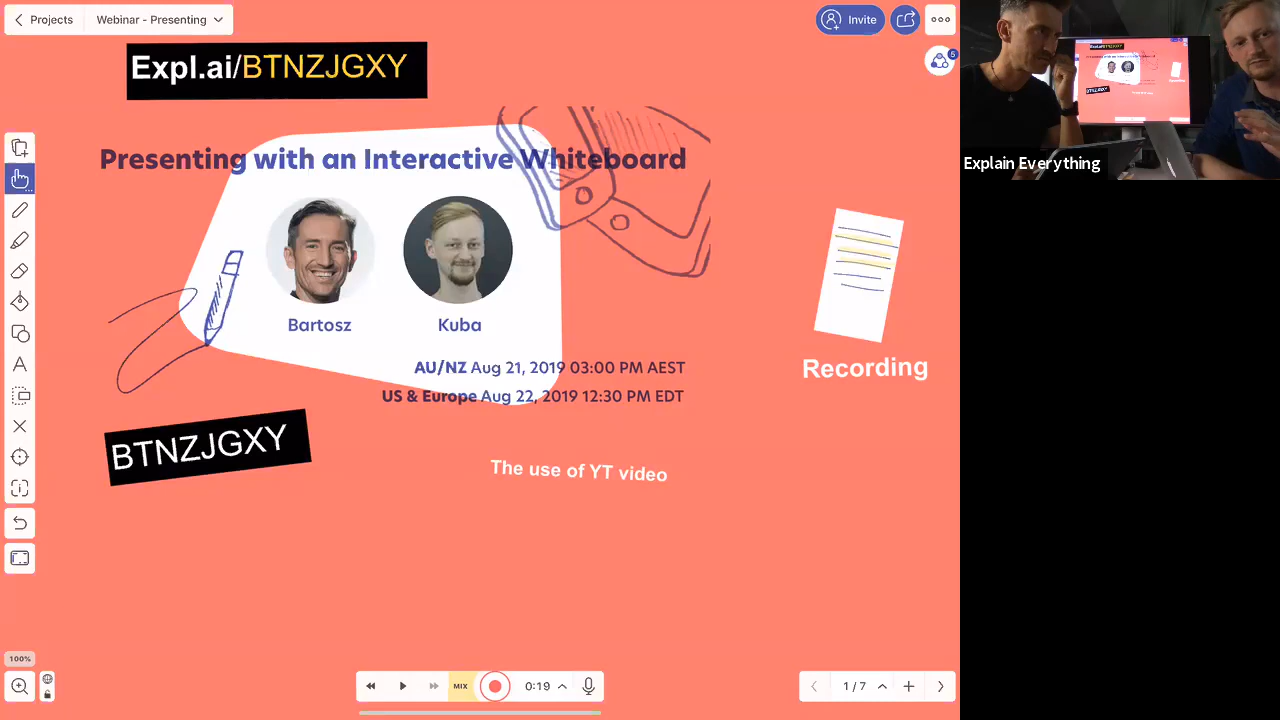 Projects
Webinar - Presenting
Invite
5
Expl.ai/BTNZJGXY
Presenting with an Interactive Whiteboard
Bartosz
Kuba
AU/NZ Aug 21, 2019 03:00 PM AEST
US & Europe Aug 22, 2019 12:30 PM EDT
BTNZJGXY
The use of YT video
Recording
Explain Everything
A
100%
MIX
0:19
1/7